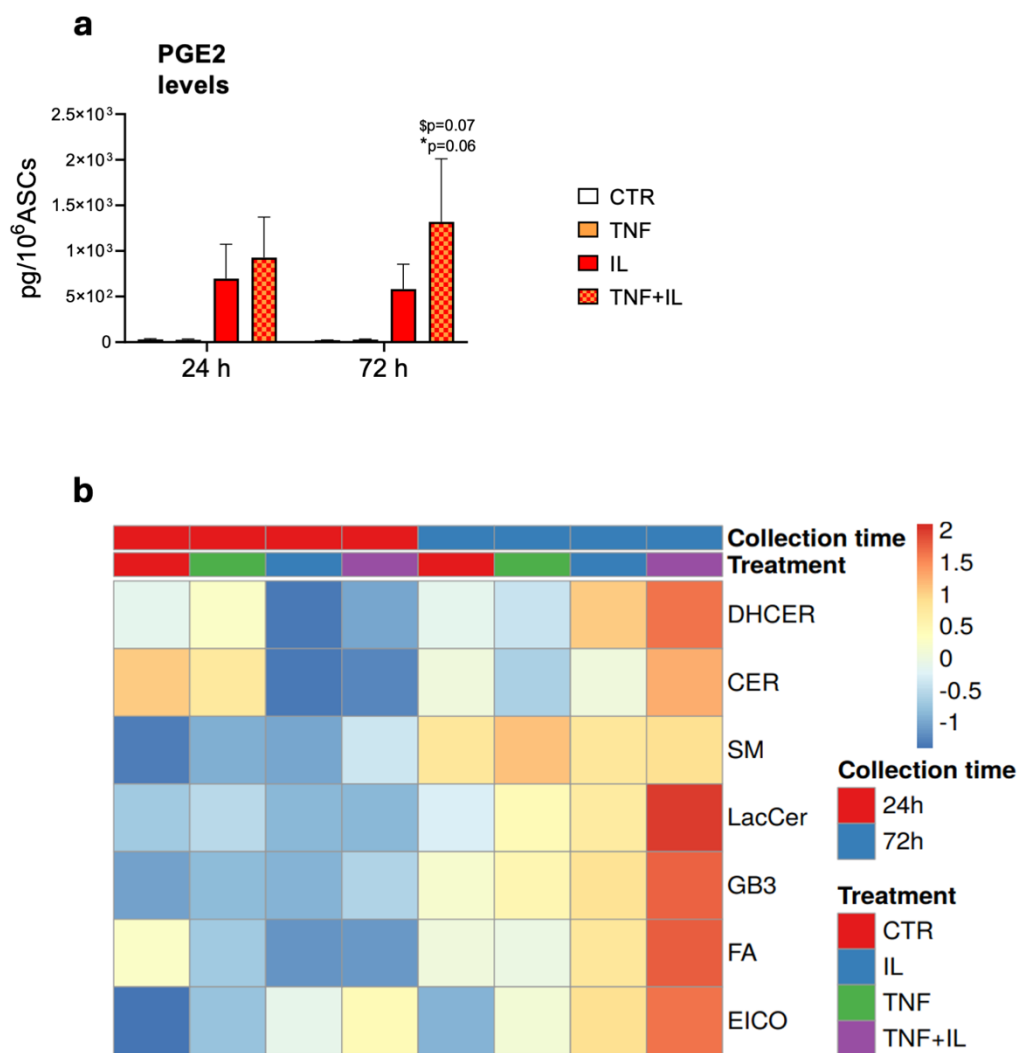 a
PGE2
levels
pg/10⁶ASCs
2.5×10³
2×10³
1.5×10³
1×10³
5×10²
0
$p=0.07
*p=0.06
24 h
72 h
CTR
TNF
IL
TNF+IL
b
Collection time
Treatment
DHCER
CER
SM
LacCer
GB3
FA
EICO
2
1.5
1
0.5
0
-0.5
-1
Collection time
24h
72h
Treatment
CTR
IL
TNF
TNF+IL